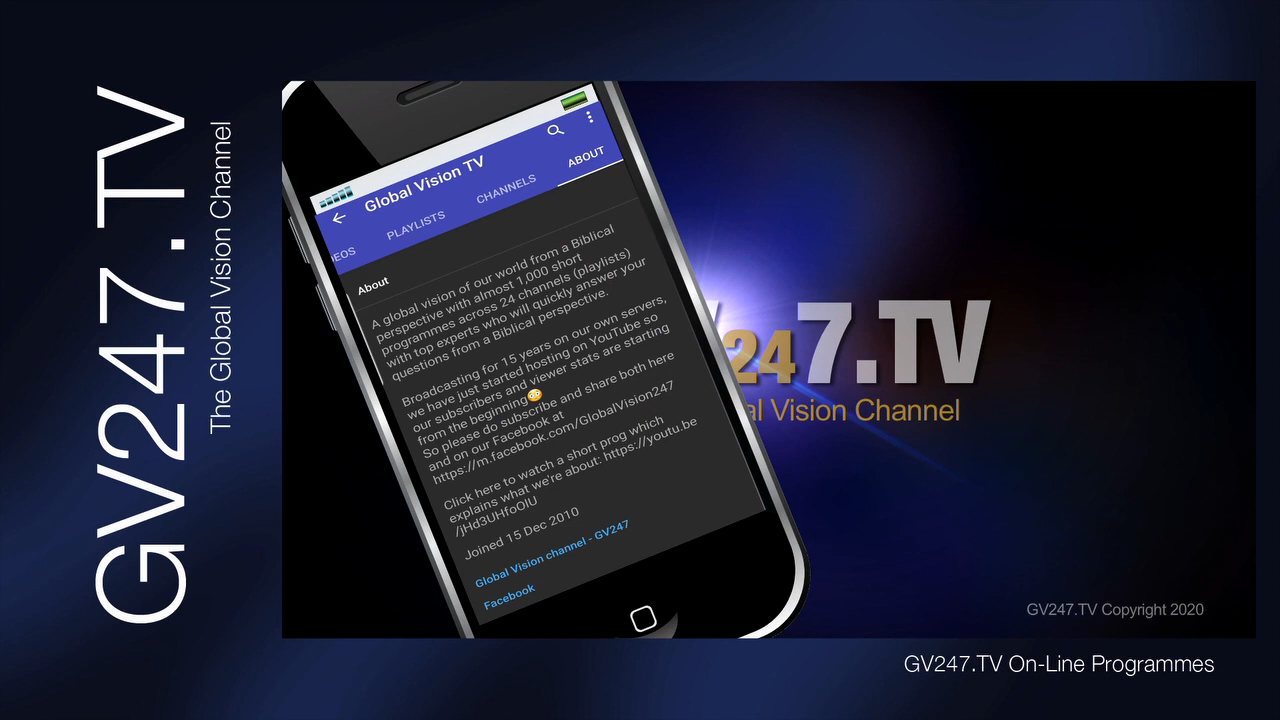 GV247.TV
The Global Vision Channel
Global Vision TV
PLAYLISTS
CHANNELS
ABOUT
About
A global vision of our world from a Biblical
perspective with almost 1,000 short
programmes across 24 channels (playlists)
with top experts who will quickly answer your
questions from a Biblical perspective.
Broadcasting for 15 years on our own servers,
we have just started hosting on YouTube so
our subscribers and viewer stats are starting
from the beginning😳
So please do subscribe and share both here
and on our Facebook at
https://m.facebook.com/GlobalVision247
Click here to watch a short prog which
explains what we're about: https://youtu.be
/jHd3UHfoOlU
Joined 15 Dec 2010
Global Vision channel - GV247
Facebook
247.TV
al Vision Channel
GV247.TV Copyright 2020
GV247.TV On-Line Programmes